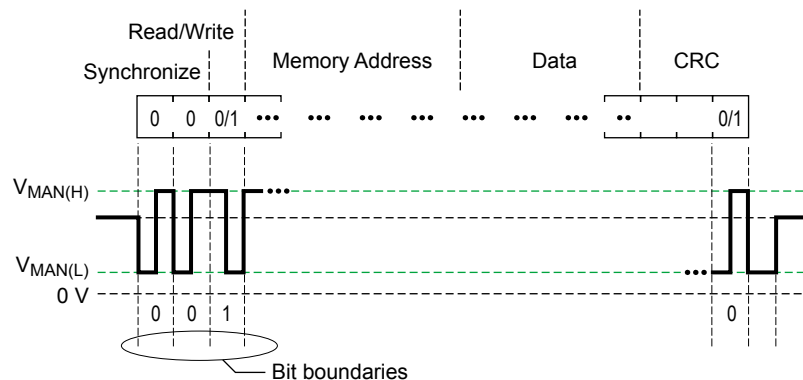 Read/Write
Synchronize
Memory Address
Data
CRC
0 0 0/1 ••• ••• ••• ••• ••• ••• ••• •• 0/1
VMAN(H)
•••
VMAN(L)
•••
0 V
0 0 1 0
Bit boundaries